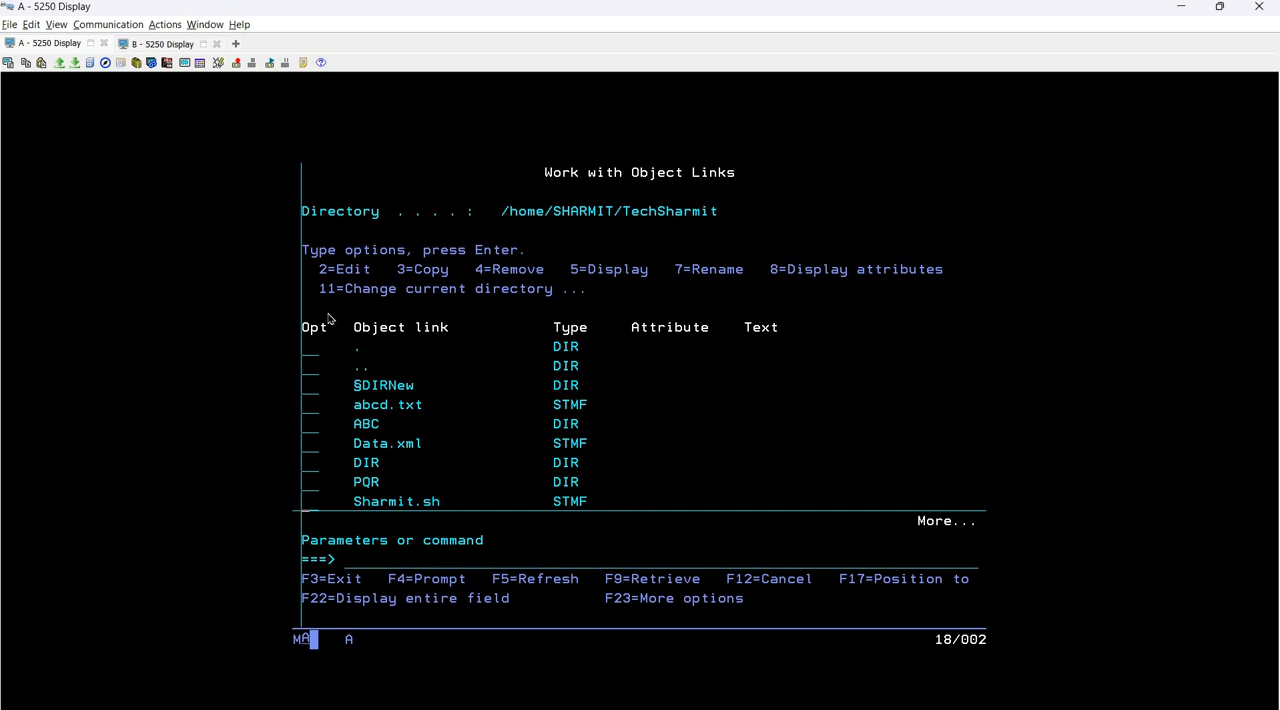 A - 5250 Display
File Edit View Communication Actions Window Help
A - 5250 Display B - 5250 Display
Work with Object Links
Directory . . . . . : /home/SHARMIT/TechSharmit
Type options, press Enter.
2=Edit 3=Copy 4=Remove 5=Display 7=Rename 8=Display attributes
11=Change current directory ...
Opt Object link Type Attribute Text
. DIR
.. DIR
§DIRNew DIR
abcd.txt STMF
ABC DIR
Data.xml STMF
DIR DIR
PQR DIR
Sharmit.sh STMF
More...
Parameters or command
===>
F3=Exit F4=Prompt F5=Refresh F9=Retrieve F12=Cancel F17=Position to
F22=Display entire field F23=More options
MA A 18/002